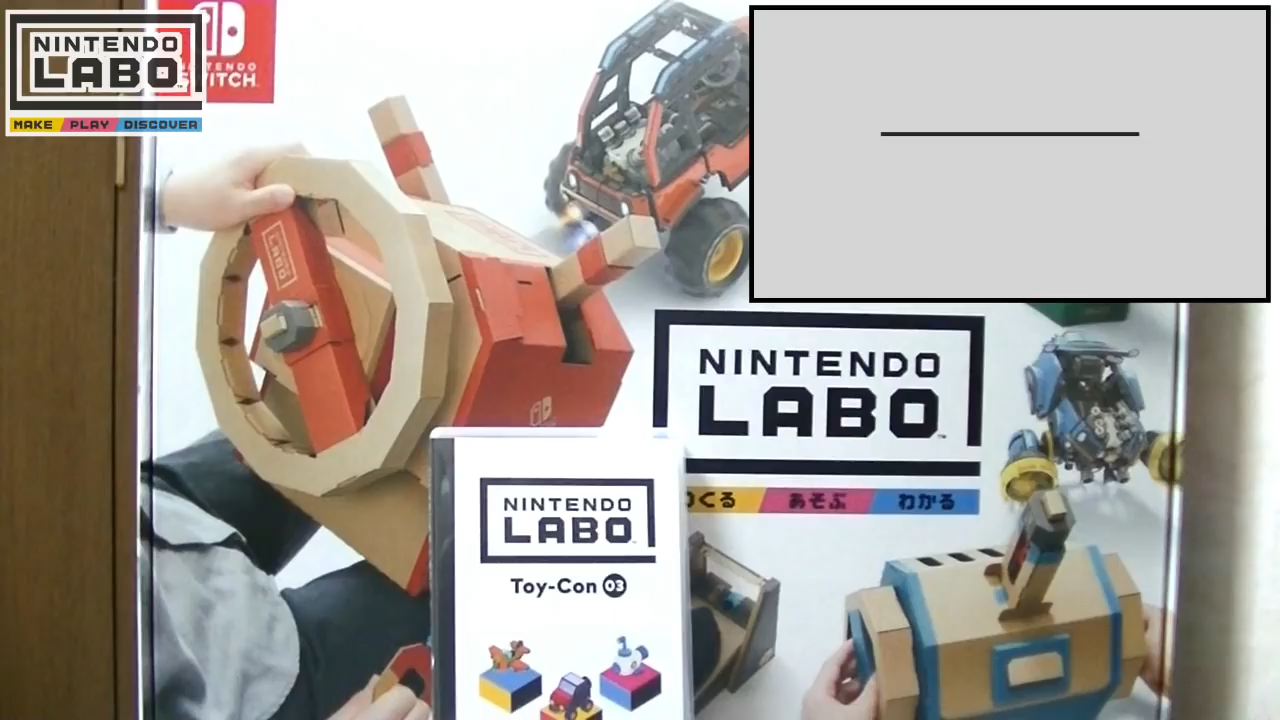 NINTENDO
LABO
MAKE PLAY DISCOVER
NINTENDO
SWITCH
NINTENDO
LABO
つくる あそぶ わかる
NINTENDO
LABO
Toy-Con 03